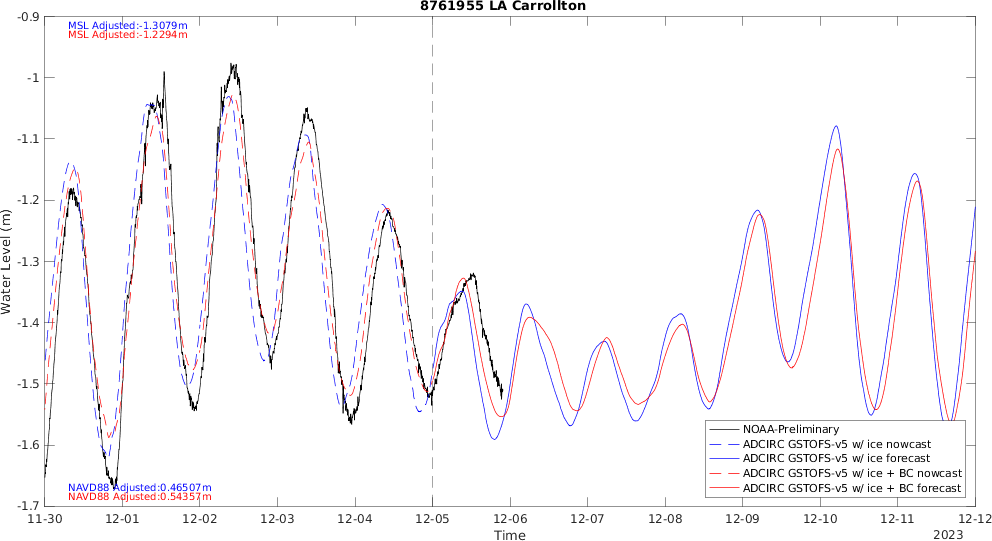 8761955 LA Carrollton
MSL Adjusted:-1.3079m
MSL Adjusted:-1.2294m
-0.9
-1
-1.1
-1.2
-1.3
-1.4
-1.5
-1.6
-1.7
Water Level (m)
NAVD88 Adjusted:0.46507m
NAVD88 Adjusted:0.54357m
NOAA-Preliminary
ADCIRC GSTOFS-v5 w/ ice nowcast
ADCIRC GSTOFS-v5 w/ ice forecast
ADCIRC GSTOFS-v5 w/ ice + BC nowcast
ADCIRC GSTOFS-v5 w/ ice + BC forecast
11-30 12-01 12-02 12-03 12-04 12-05 12-06 12-07 12-08 12-09 12-10 12-11 12-12
Time
2023